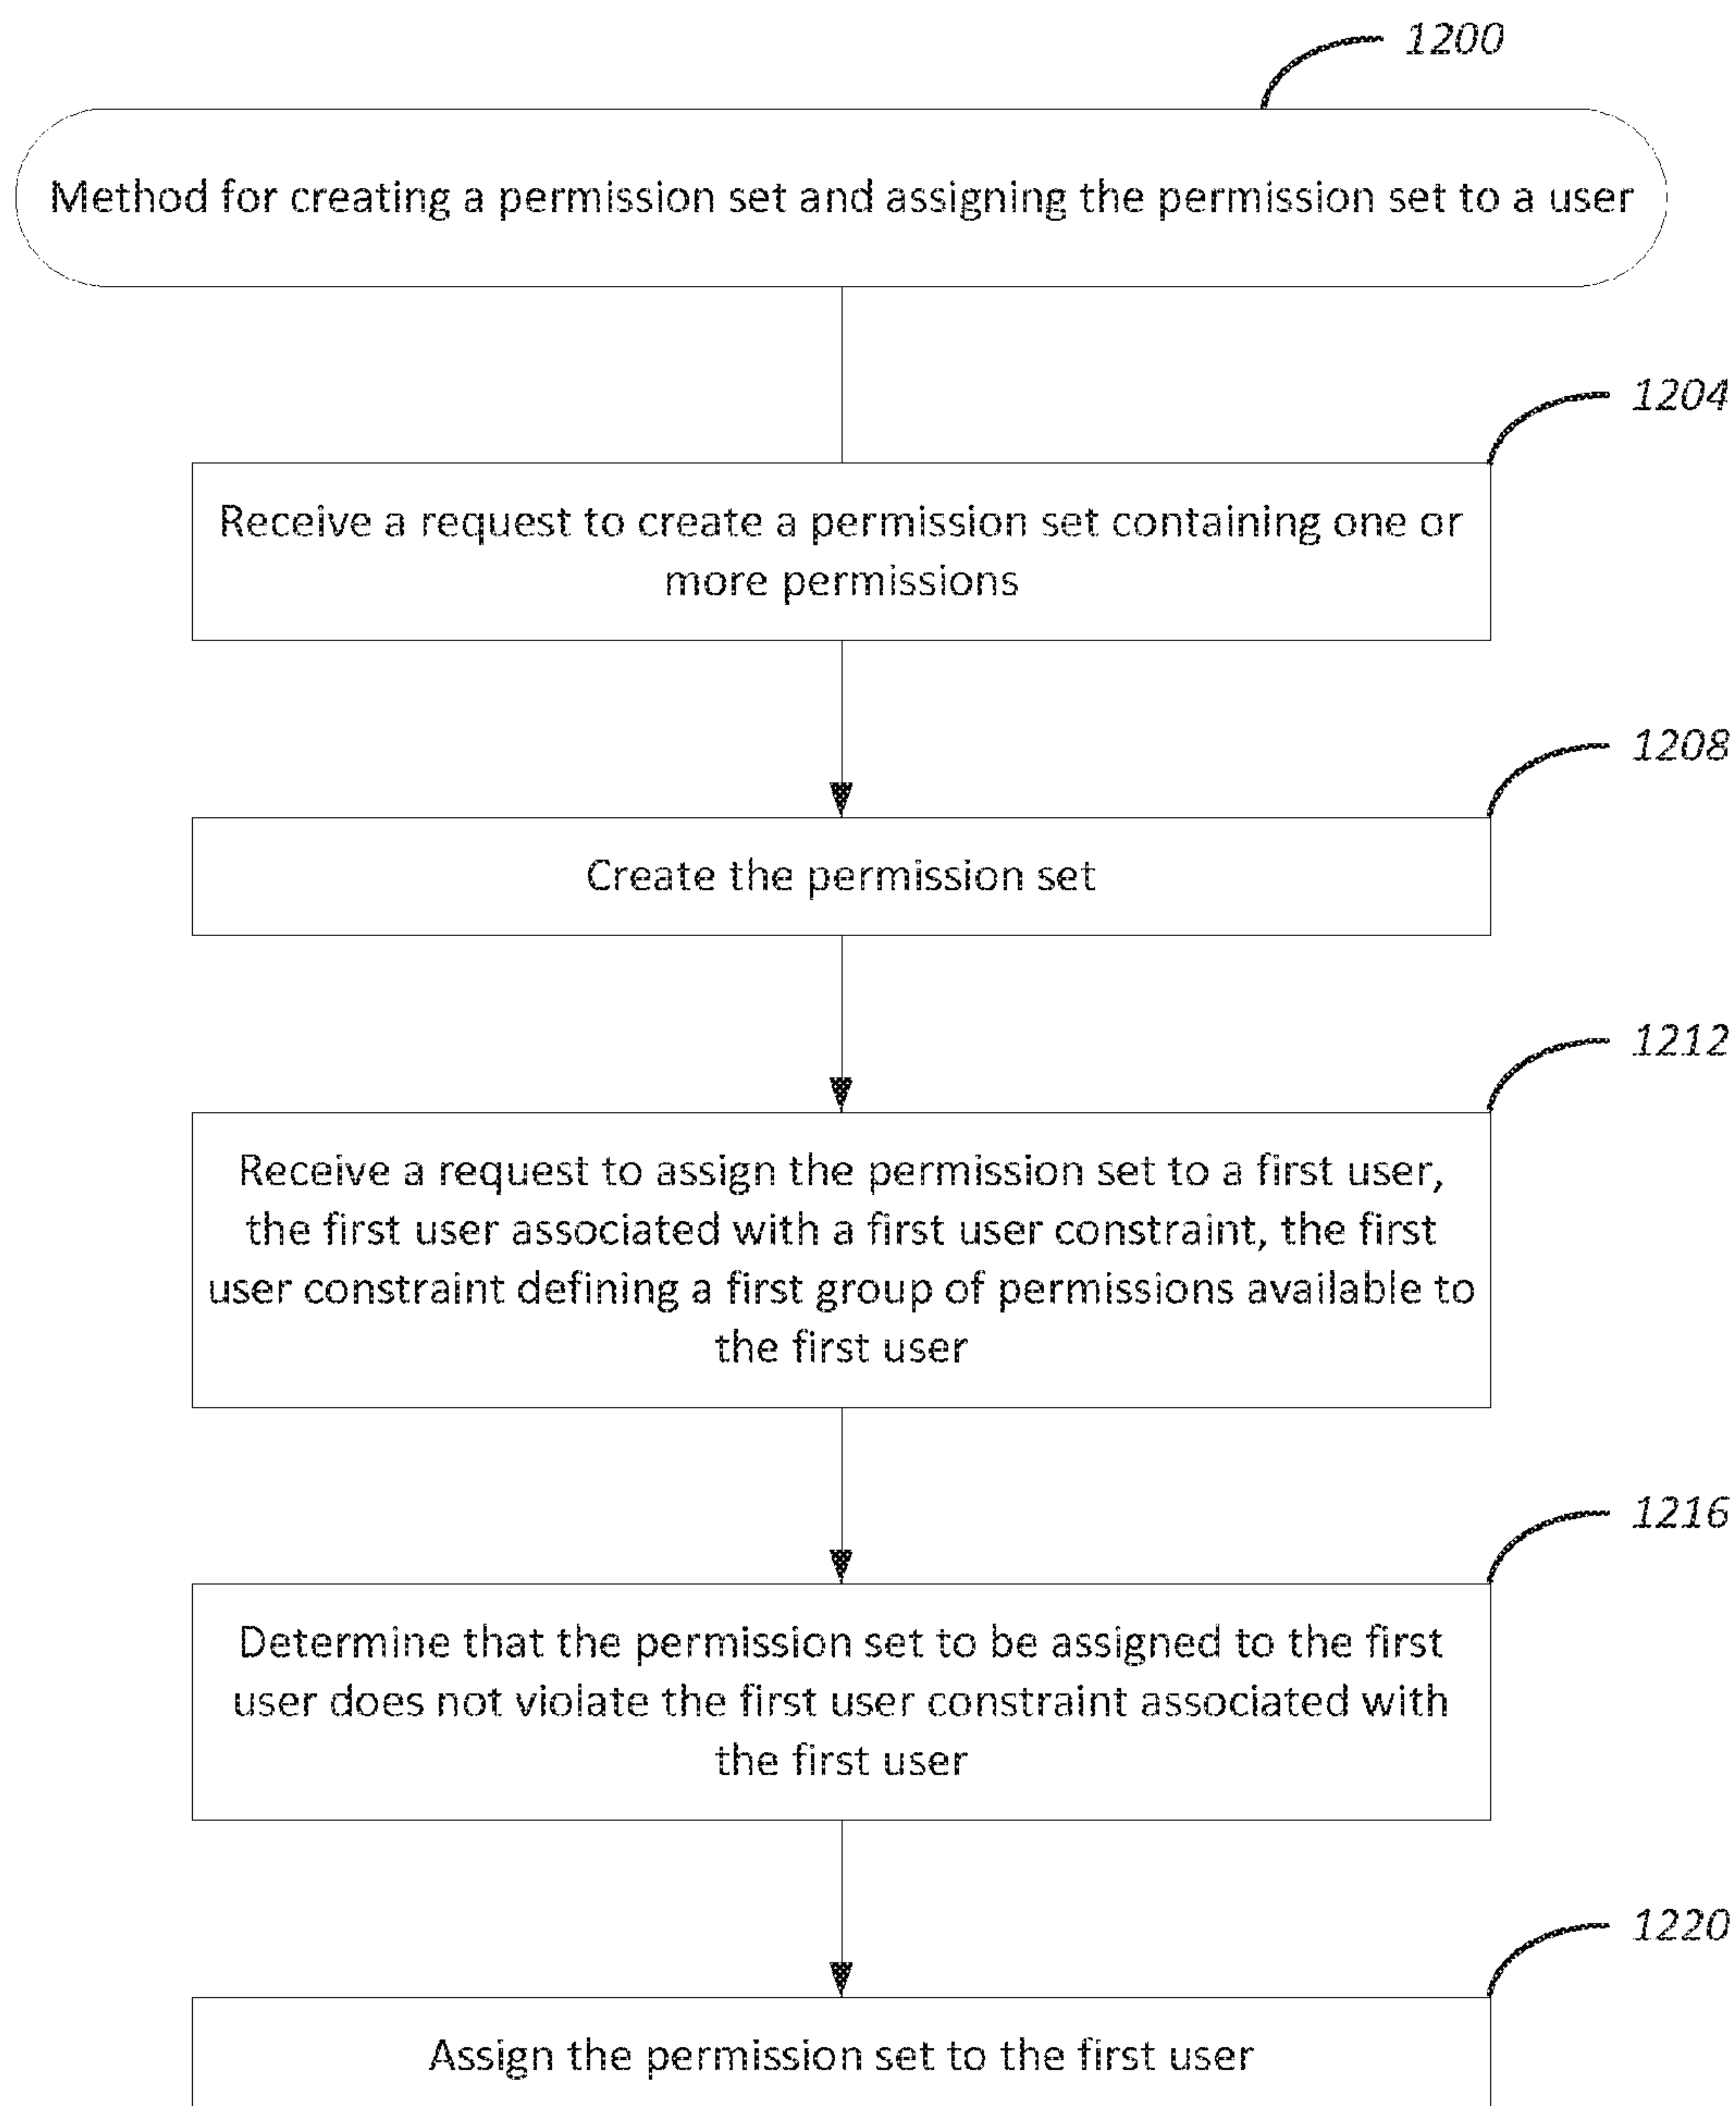 1200
Method for creating a permission set and assigning the permission set to a user
1204
Receive a request to create a permission set containing one or
more permissions
1208
Create the permission set
1212
Receive a request to assign the permission set to a first user,
the first user associated with a first user constraint, the first
user constraint defining a first group of permissions available to
the first user
1216
Determine that the permission set to be assigned to the first
user does not violate the first user constraint associated with
the first user
1220
Assign the permission set to the first user